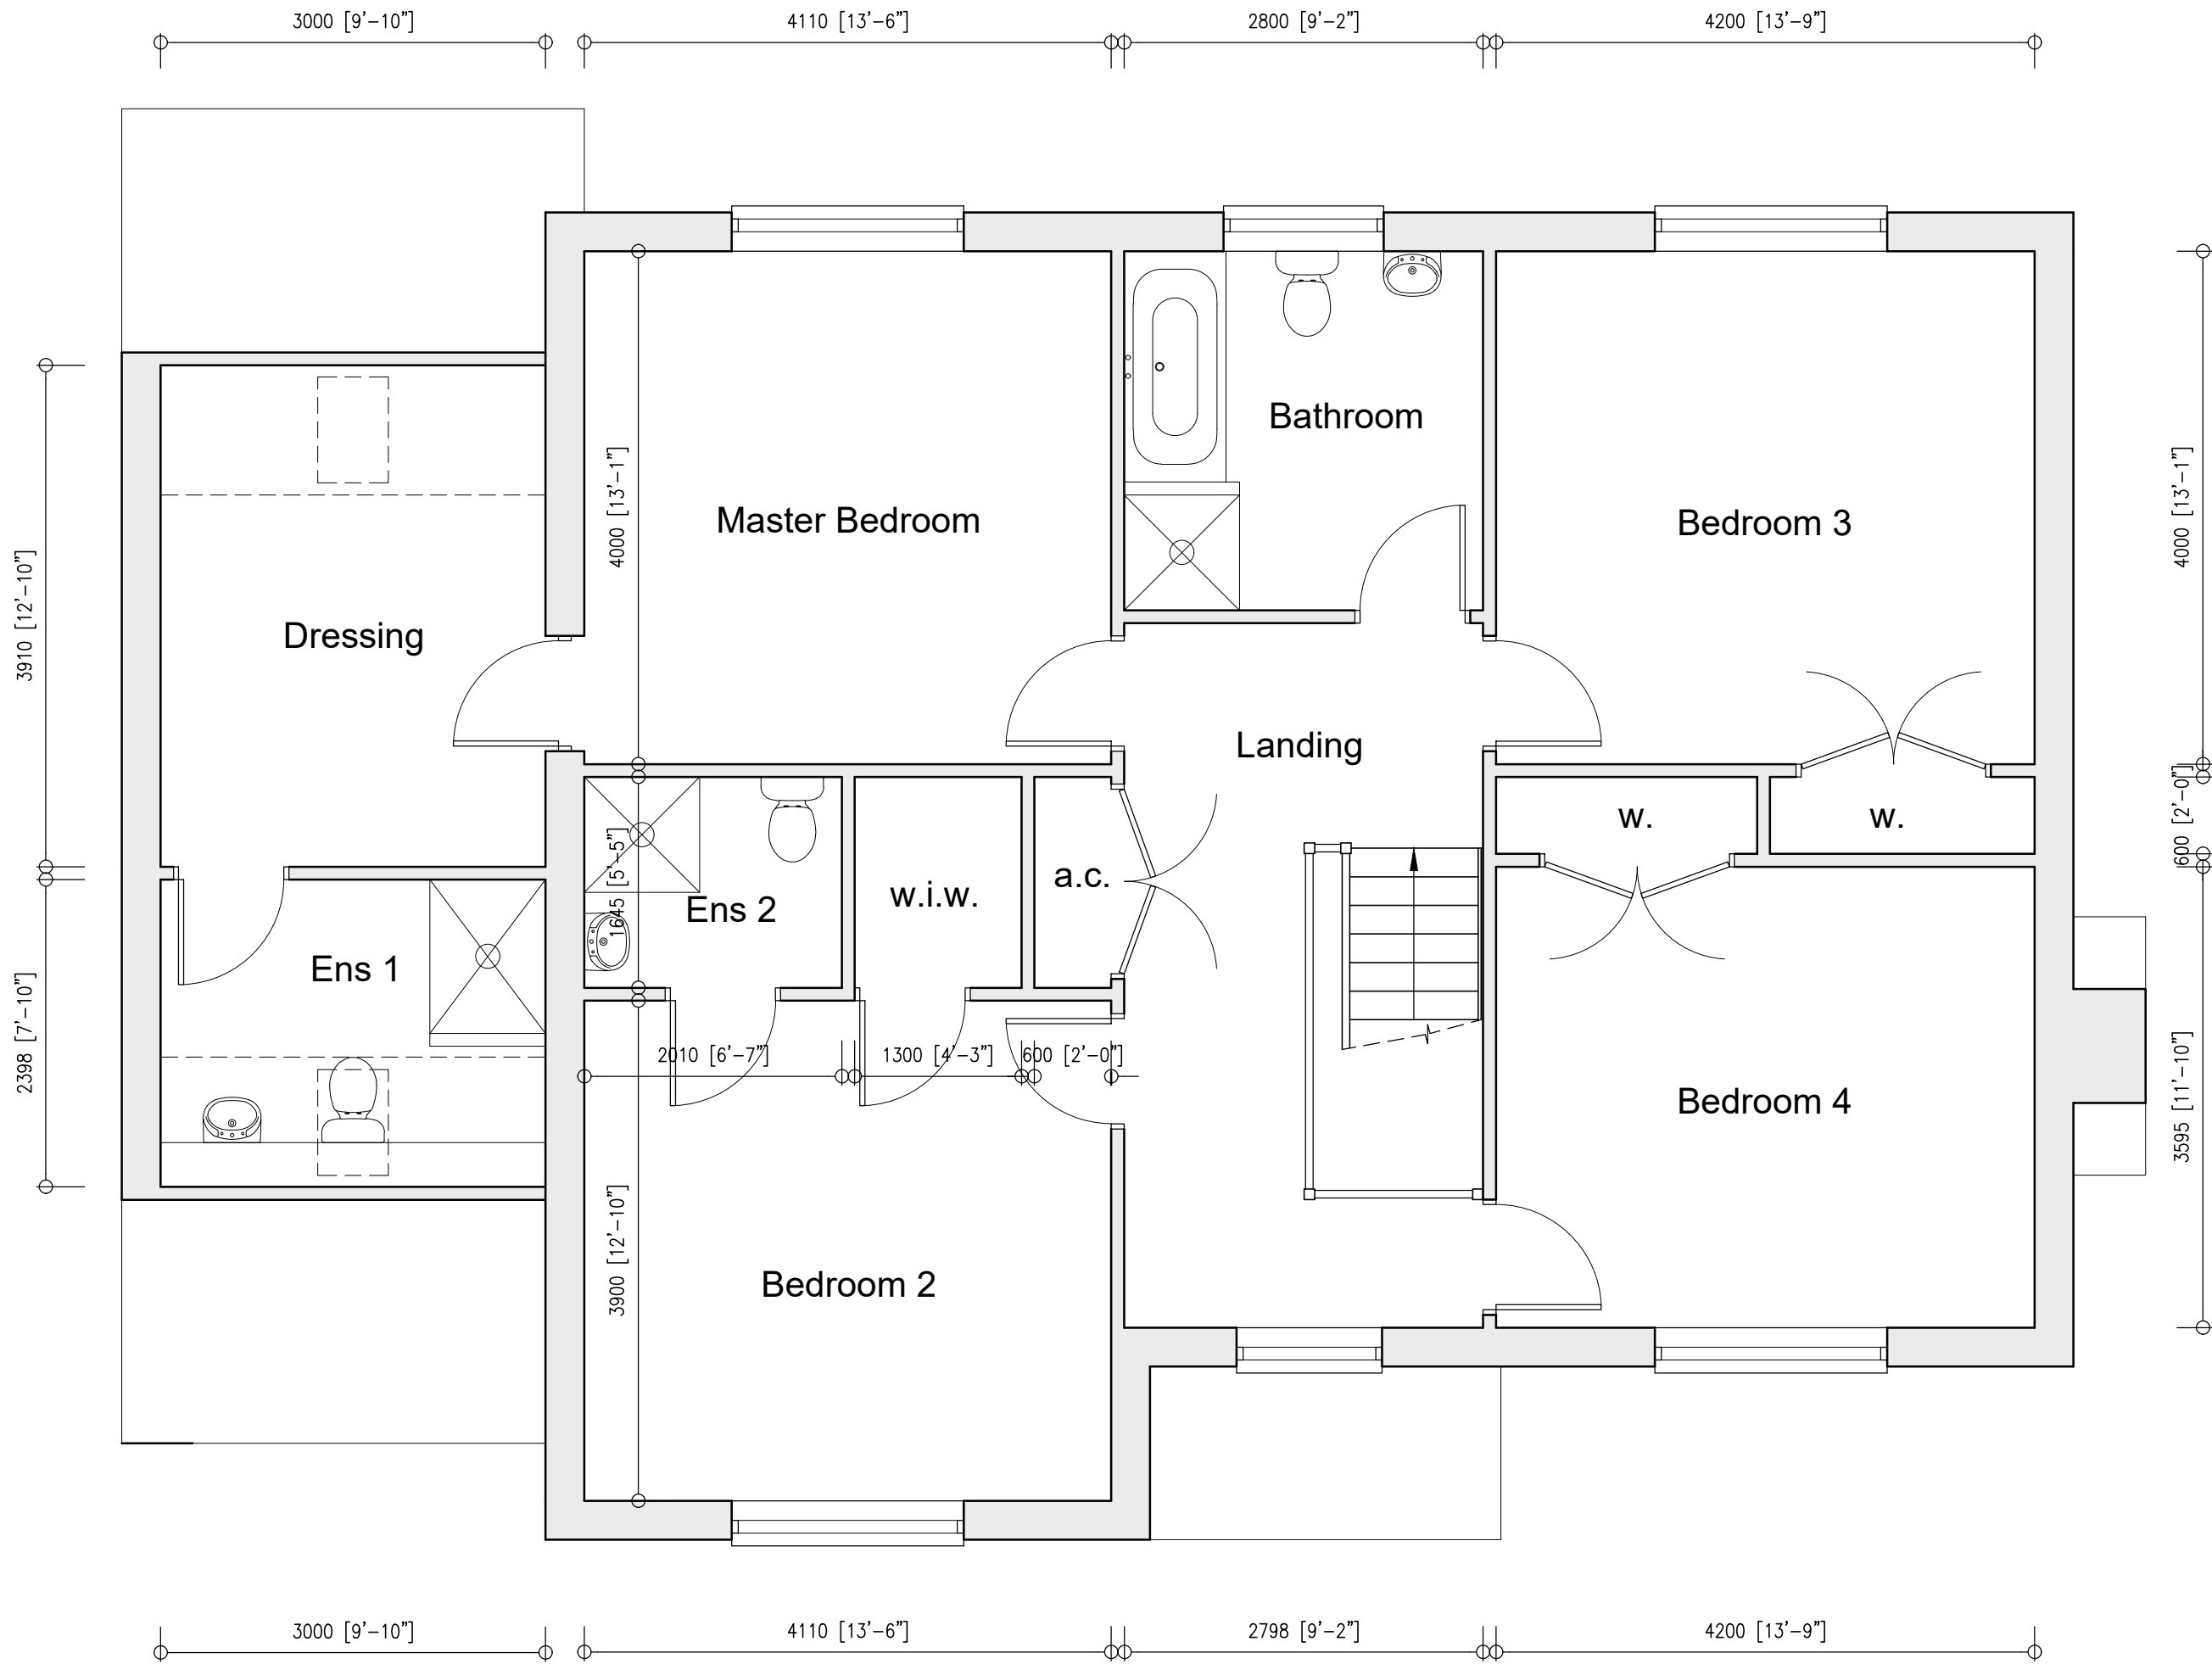 3000 [9'-10"]
4110 [13'-6"]
2800 [9'-2"]
4200 [13'-9"]
Bathroom
Master Bedroom
4000 [13'-1"]
Bedroom 3
4000 [13'-1"]
Dressing
3910 [12'-10"]
Landing
w.
w.
600 [2'-0"]
a.c.
w.i.w.
Ens 2
1645 [5'-5"]
Ens 1
2398 [7'-10"]
2010 [6'-7"]
1300 [4'-3"]
600 [2'-0"]
Bedroom 4
3595 [11'-10"]
Bedroom 2
3900 [12'-10"]
3000 [9'-10"]
4110 [13'-6"]
2798 [9'-2"]
4200 [13'-9"]